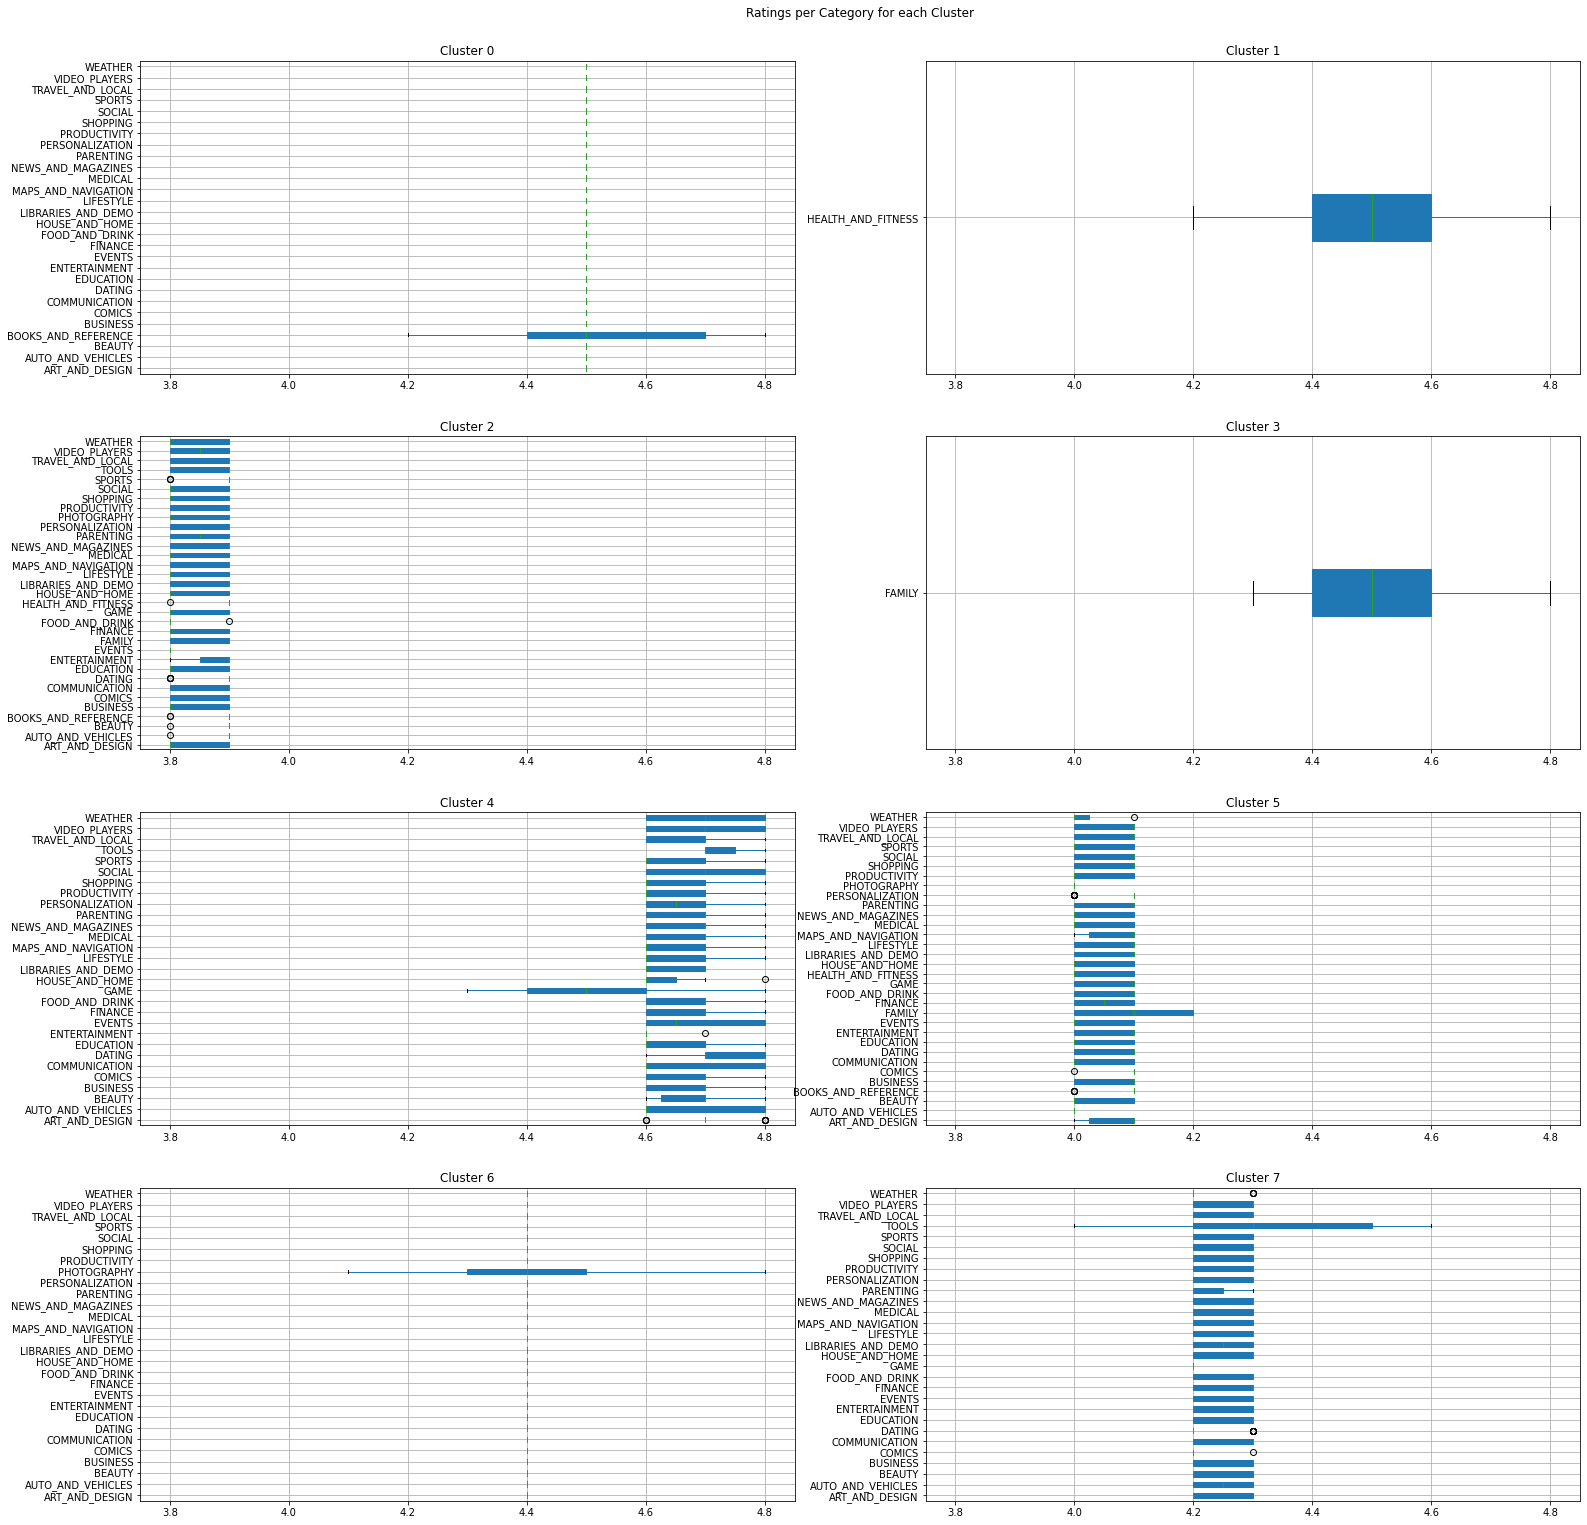 Ratings per Category for each Cluster
Cluster 0
WEATHER
VIDEO_PLAYERS
TRAVEL_AND_LOCAL
SPORTS
SOCIAL
SHOPPING
PRODUCTIVITY
PERSONALIZATION
PARENTING
NEWS_AND_MAGAZINES
MEDICAL
MAPS_AND_NAVIGATION
LIFESTYLE
LIBRARIES_AND_DEMO
HOUSE_AND_HOME
FOOD_AND_DRINK
FINANCE
EVENTS
ENTERTAINMENT
EDUCATION
DATING
COMMUNICATION
COMICS
BUSINESS
BOOKS_AND_REFERENCE
BEAUTY
AUTO_AND_VEHICLES
ART_AND_DESIGN
3.8 4.0 4.2 4.4 4.6 4.8
Cluster 1
HEALTH_AND_FITNESS
3.8 4.0 4.2 4.4 4.6 4.8
Cluster 2
WEATHER
VIDEO_PLAYERS
TRAVEL_AND_LOCAL
TOOLS
SPORTS
SOCIAL
SHOPPING
PRODUCTIVITY
PHOTOGRAPHY
PERSONALIZATION
PARENTING
NEWS_AND_MAGAZINES
MEDICAL
MAPS_AND_NAVIGATION
LIFESTYLE
LIBRARIES_AND_DEMO
HOUSE_AND_HOME
HEALTH_AND_FITNESS
GAME
FOOD_AND_DRINK
FINANCE
FAMILY
EVENTS
ENTERTAINMENT
EDUCATION
DATING
COMMUNICATION
COMICS
BUSINESS
BOOKS_AND_REFERENCE
BEAUTY
AUTO_AND_VEHICLES
ART_AND_DESIGN
3.8 4.0 4.2 4.4 4.6 4.8
Cluster 3
FAMILY
3.8 4.0 4.2 4.4 4.6 4.8
Cluster 4
WEATHER
VIDEO_PLAYERS
TRAVEL_AND_LOCAL
TOOLS
SPORTS
SOCIAL
SHOPPING
PRODUCTIVITY
PERSONALIZATION
PARENTING
NEWS_AND_MAGAZINES
MEDICAL
MAPS_AND_NAVIGATION
LIFESTYLE
LIBRARIES_AND_DEMO
HOUSE_AND_HOME
GAME
FOOD_AND_DRINK
FINANCE
EVENTS
ENTERTAINMENT
EDUCATION
DATING
COMMUNICATION
COMICS
BUSINESS
BEAUTY
AUTO_AND_VEHICLES
ART_AND_DESIGN
3.8 4.0 4.2 4.4 4.6 4.8
Cluster 5
WEATHER
VIDEO_PLAYERS
TRAVEL_AND_LOCAL
SPORTS
SOCIAL
SHOPPING
PRODUCTIVITY
PHOTOGRAPHY
PERSONALIZATION
PARENTING
NEWS_AND_MAGAZINES
MEDICAL
MAPS_AND_NAVIGATION
LIFESTYLE
LIBRARIES_AND_DEMO
HOUSE_AND_HOME
HEALTH_AND_FITNESS
GAME
FOOD_AND_DRINK
FINANCE
FAMILY
EVENTS
ENTERTAINMENT
EDUCATION
DATING
COMMUNICATION
COMICS
BUSINESS
BOOKS_AND_REFERENCE
BEAUTY
AUTO_AND_VEHICLES
ART_AND_DESIGN
3.8 4.0 4.2 4.4 4.6 4.8
Cluster 6
WEATHER
VIDEO_PLAYERS
TRAVEL_AND_LOCAL
SPORTS
SOCIAL
SHOPPING
PRODUCTIVITY
PHOTOGRAPHY
PERSONALIZATION
PARENTING
NEWS_AND_MAGAZINES
MEDICAL
MAPS_AND_NAVIGATION
LIFESTYLE
LIBRARIES_AND_DEMO
HOUSE_AND_HOME
FOOD_AND_DRINK
FINANCE
EVENTS
ENTERTAINMENT
EDUCATION
DATING
COMMUNICATION
COMICS
BUSINESS
BEAUTY
AUTO_AND_VEHICLES
ART_AND_DESIGN
3.8 4.0 4.2 4.4 4.6 4.8
Cluster 7
WEATHER
VIDEO_PLAYERS
TRAVEL_AND_LOCAL
TOOLS
SPORTS
SOCIAL
SHOPPING
PRODUCTIVITY
PERSONALIZATION
PARENTING
NEWS_AND_MAGAZINES
MEDICAL
MAPS_AND_NAVIGATION
LIFESTYLE
LIBRARIES_AND_DEMO
HOUSE_AND_HOME
GAME
FOOD_AND_DRINK
FINANCE
EVENTS
ENTERTAINMENT
EDUCATION
DATING
COMMUNICATION
COMICS
BUSINESS
BEAUTY
AUTO_AND_VEHICLES
ART_AND_DESIGN
3.8 4.0 4.2 4.4 4.6 4.8